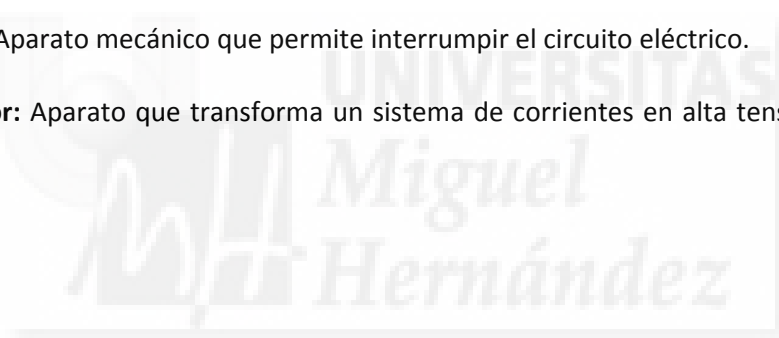 Aparato mecánico que permite interrumpir el circuito eléctrico.
UNIVERSITAS
or: Aparato que transforma un sistema de corrientes en alta tens
Miguel
Hernández